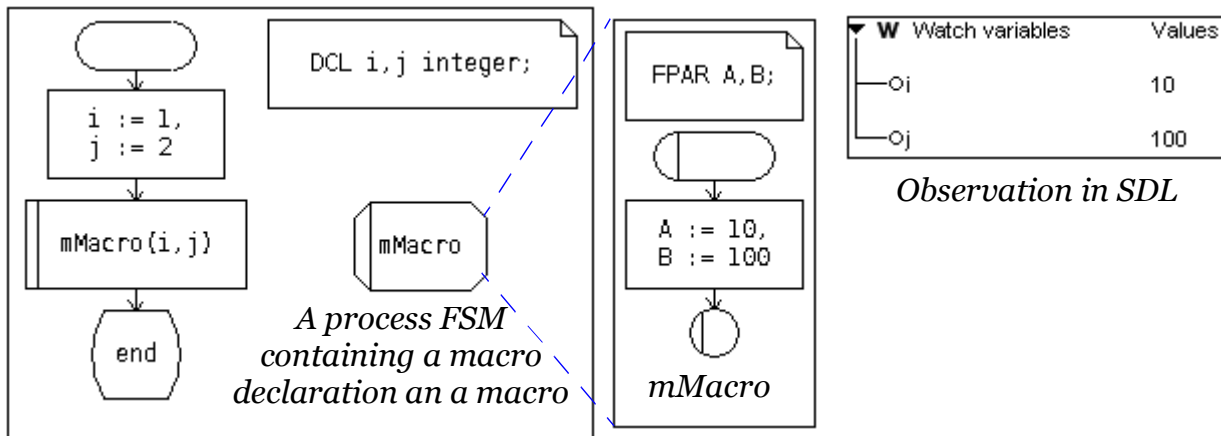 DCL i,j integer;
i := 1,
j := 2
mMacro(i,j)
end
mMacro
A process FSM
containing a macro
declaration an a macro
FPAR A,B;
A := 10,
B := 100
mMacro
W Watch variables Values
i 10
j 100
Observation in SDL